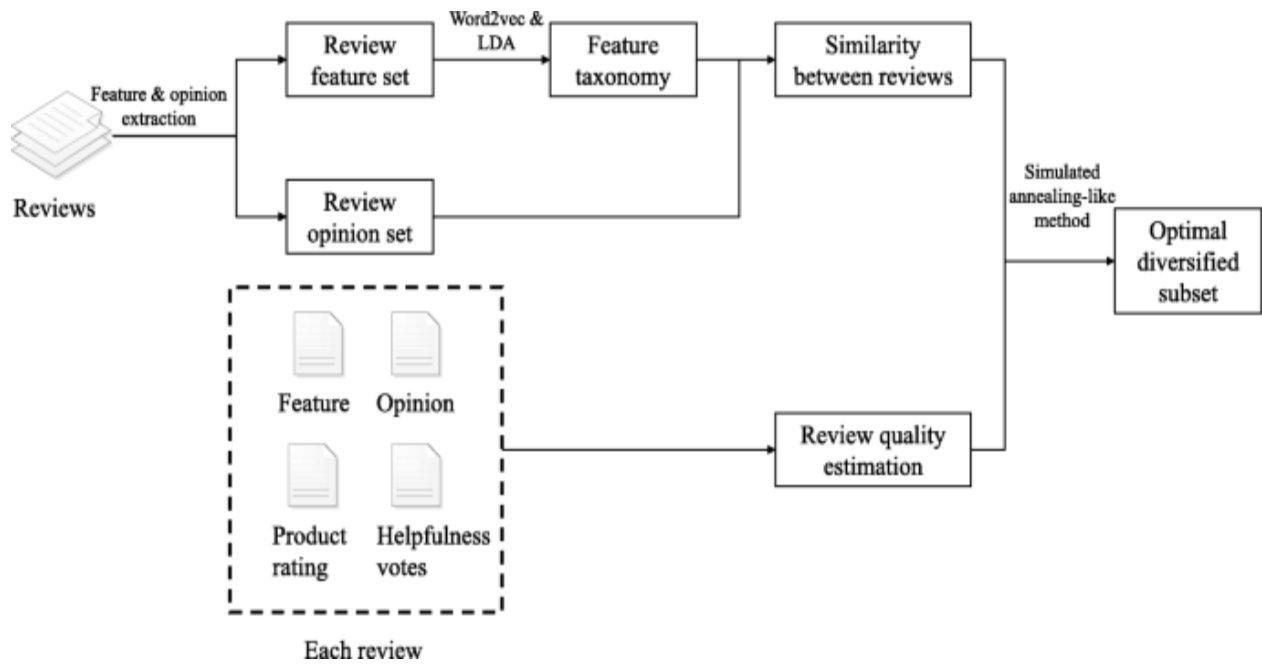 Feature & opinion
extraction
Reviews
Review
feature set
Word2vec &
LDA
Feature
taxonomy
Similarity
between reviews
Review
opinion set
Simulated
annealing-like
method
Optimal
diversified
subset
Feature
Opinion
Product
rating
Helpfulness
votes
Each review
Review quality
estimation